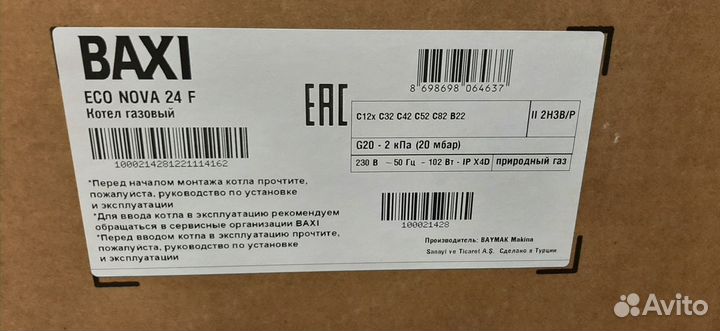 BAXI
ECO NOVA 24 F
Котел газовый
1000214281221114162
*Перед началом монтажа котла прочтите,
пожалуйста, руководство по установке
и эксплуатации
*Для ввода котла в эксплуатацию рекомендуем
обращаться в сервисные организации BAXI
*Перед вводом котла в эксплуатацию прочтите,
пожалуйста, руководство по установке
и эксплуатации
EAC
8 698698 064637
C12x C32 C42 C52 C82 B22 II 2H3B/P
G20 - 2 кПа (20 мбар)
230 В ~ 50 Гц - 102 Вт - IP X4D природный газ
100021428
Производитель: BAYMAK Makina
Sanayi ve Ticaret A.Ş. Сделано в Турции
Avito